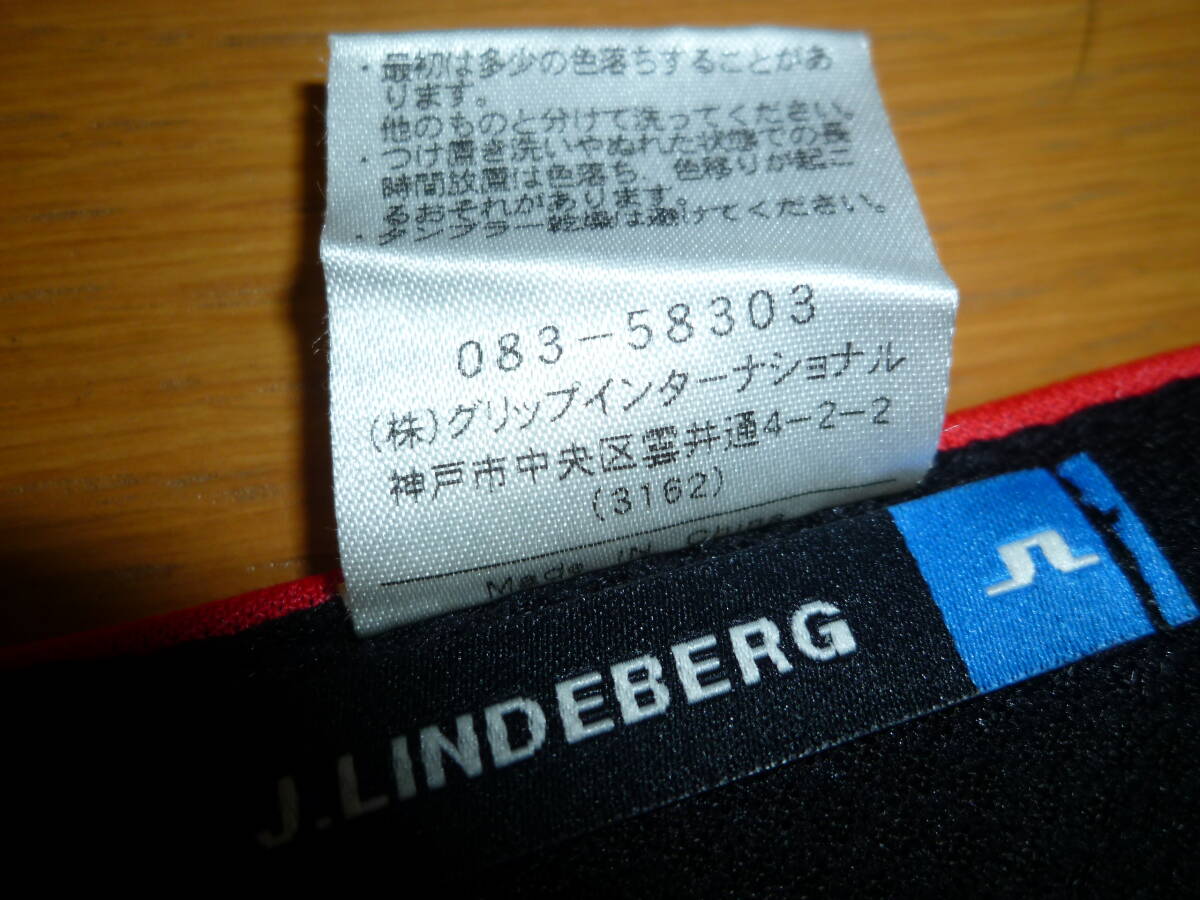 ・最初は多少の色落ちすることがあ
ります。
他のものと分けて洗ってください。
・つけ置き洗いやぬれた状態での長
時間放置は色落ち、色移りが起こ
るおそれがあります。
・タンブラー乾燥は避けてください。
083-58303
(株)グリップインターナショナル
神戸市中央区雲井通4-2-2
(3162)
Made IN China
J.LINDEBERG